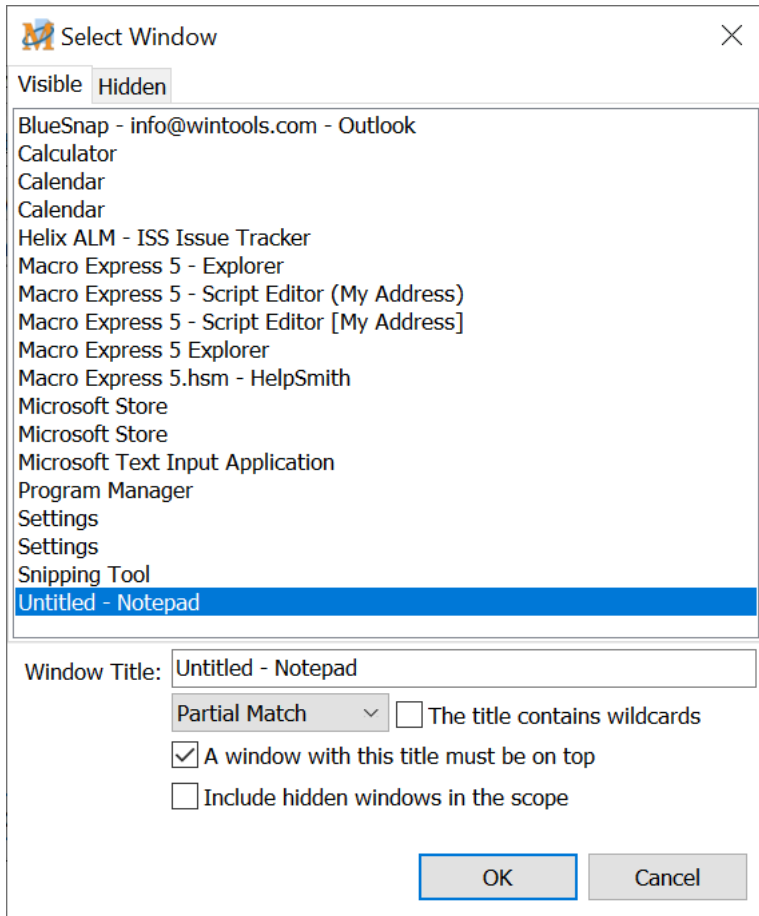 Select Window
Visible Hidden
BlueSnap - info@wintools.com - Outlook
Calculator
Calendar
Calendar
Helix ALM - ISS Issue Tracker
Macro Express 5 - Explorer
Macro Express 5 - Script Editor (My Address)
Macro Express 5 - Script Editor [My Address]
Macro Express 5 Explorer
Macro Express 5.hsm - HelpSmith
Microsoft Store
Microsoft Store
Microsoft Text Input Application
Program Manager
Settings
Settings
Snipping Tool
Untitled - Notepad
Window Title: Untitled - Notepad
Partial Match The title contains wildcards
A window with this title must be on top
Include hidden windows in the scope
OK Cancel